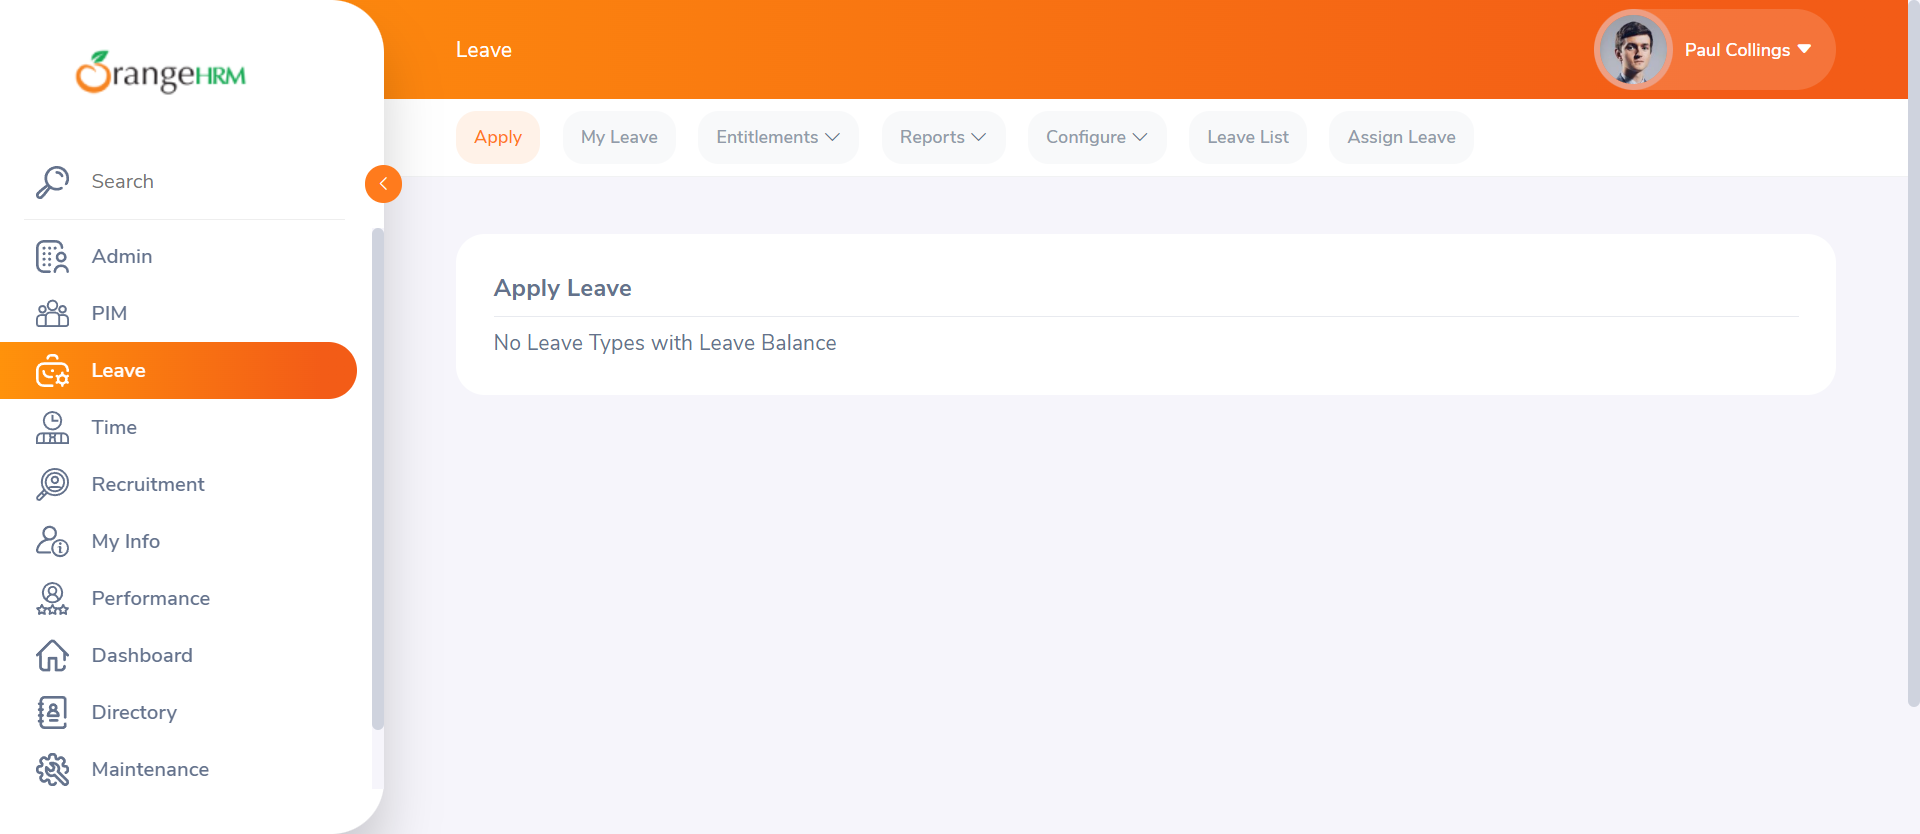 OrangeHRM
Search
Admin
PIM
Leave
Time
Recruitment
My Info
Performance
Dashboard
Directory
Maintenance
Leave
Paul Collings
Apply
My Leave
Entitlements
Reports
Configure
Leave List
Assign Leave
Apply Leave
No Leave Types with Leave Balance